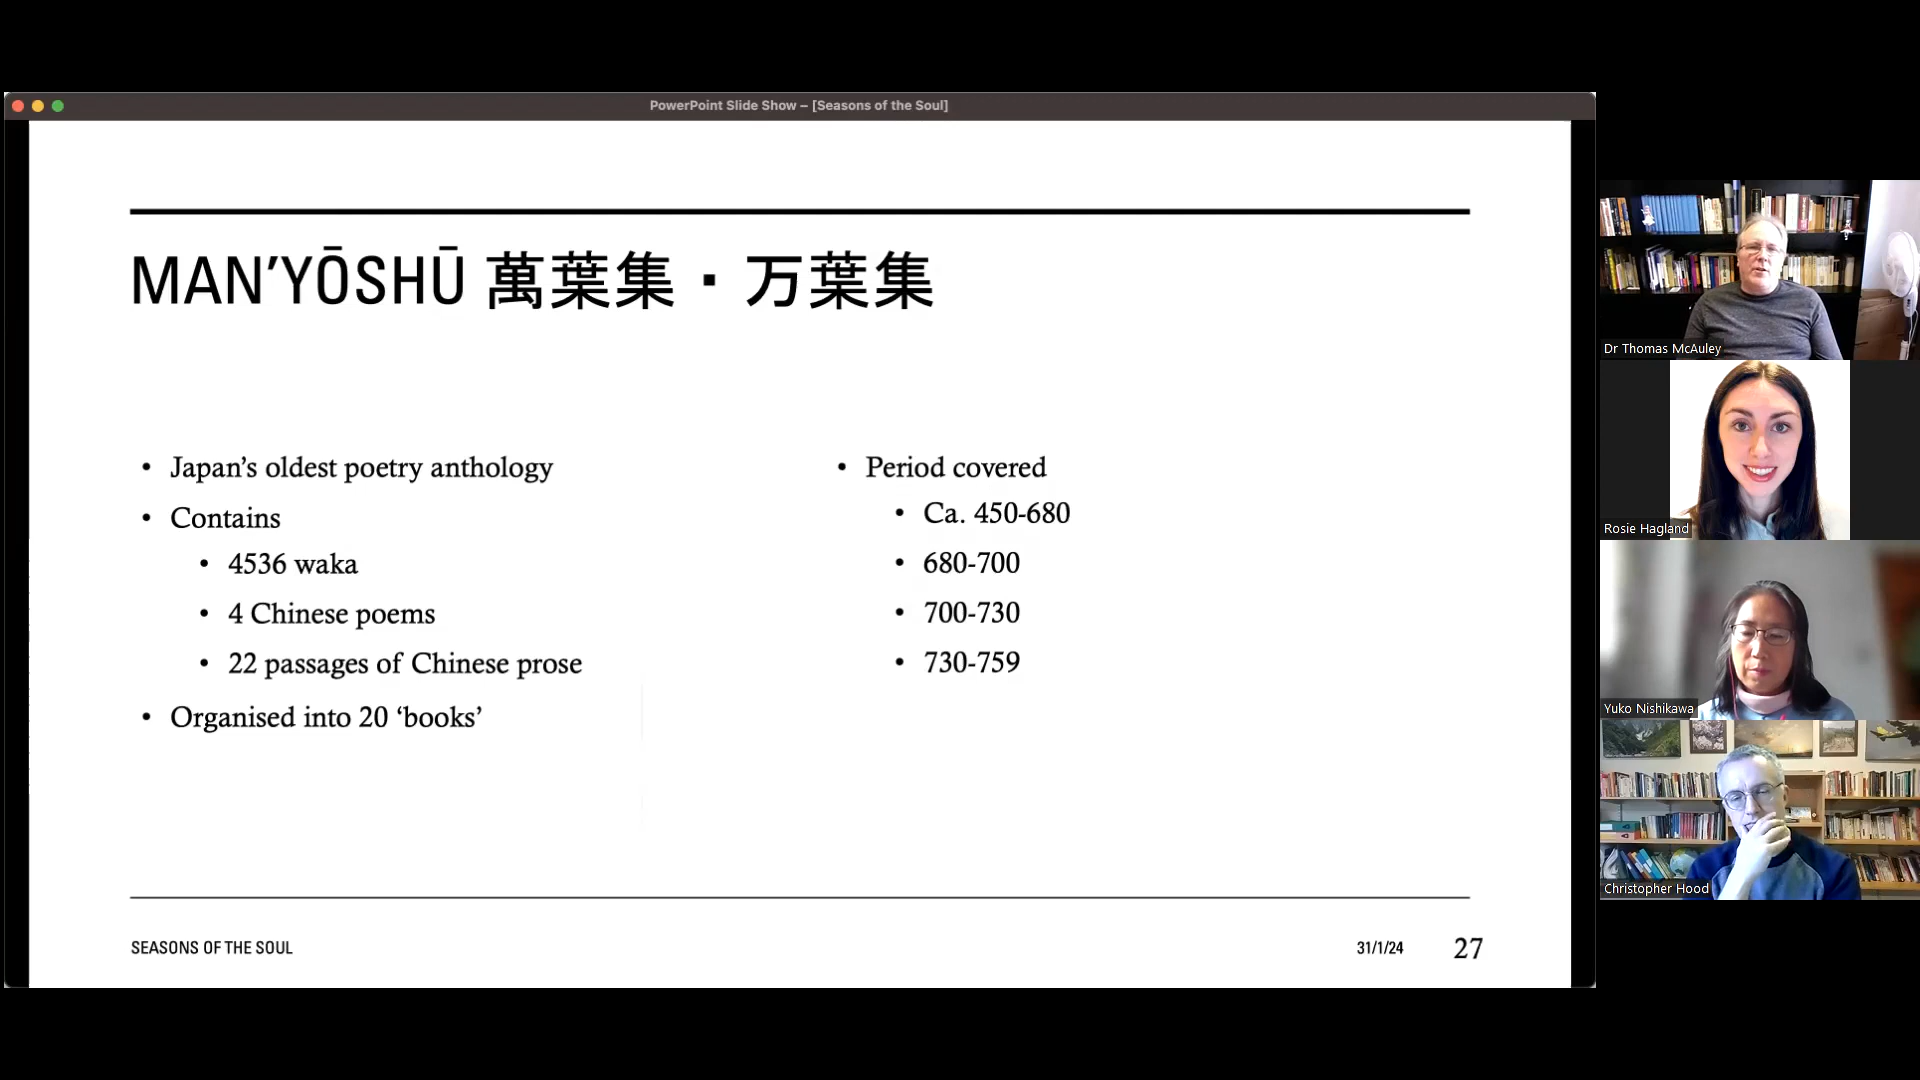 PowerPoint Slide Show – [Seasons of the Soul]
MAN’YŌSHŪ 萬葉集・万葉集
• Japan’s oldest poetry anthology
• Contains
• 4536 waka
• 4 Chinese poems
• 22 passages of Chinese prose
• Organised into 20 ‘books’
• Period covered
• Ca. 450-680
• 680-700
• 700-730
• 730-759
SEASONS OF THE SOUL
31/1/24
27
Dr Thomas McAuley
Rosie Hagland
Yuko Nishikawa
Christopher Hood